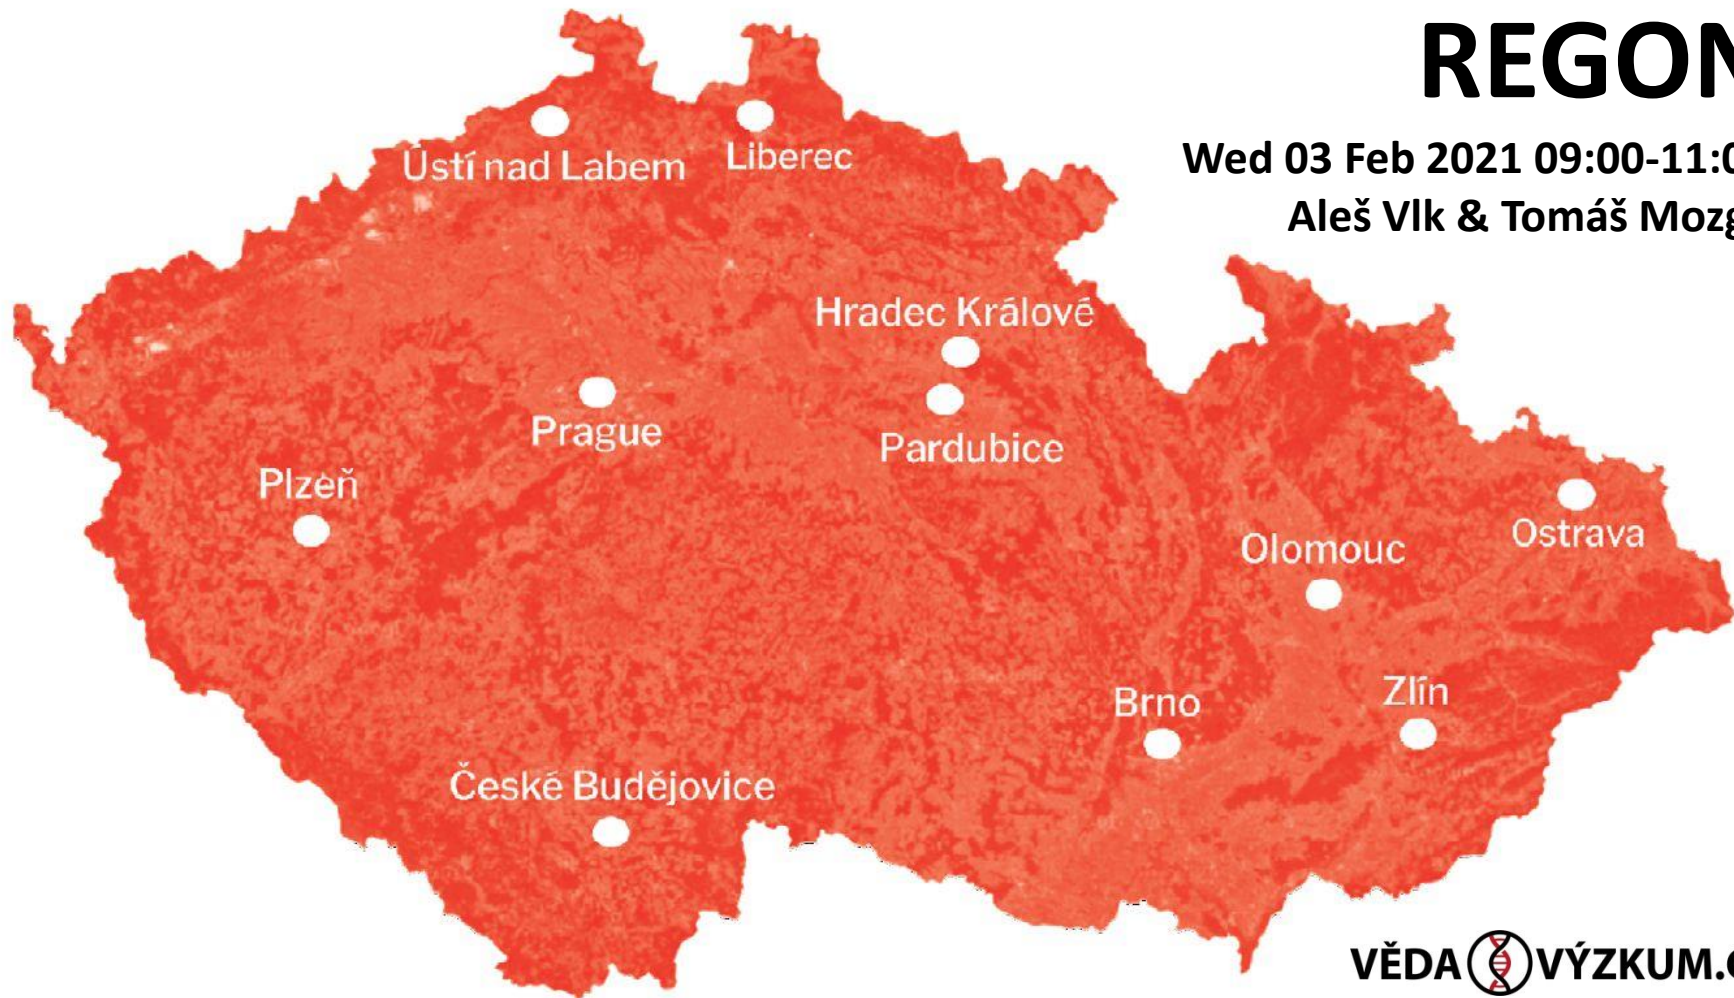 REGON
Wed 03 Feb 2021 09:00-11:0
Aleš Vlk & Tomáš Mozg
Ústí nad Labem
Liberec
Hradec Králové
Prague
Pardubice
Plzeň
Ostrava
Olomouc
Zlín
Brno
České Budějovice
VĚDA VÝZKUM.